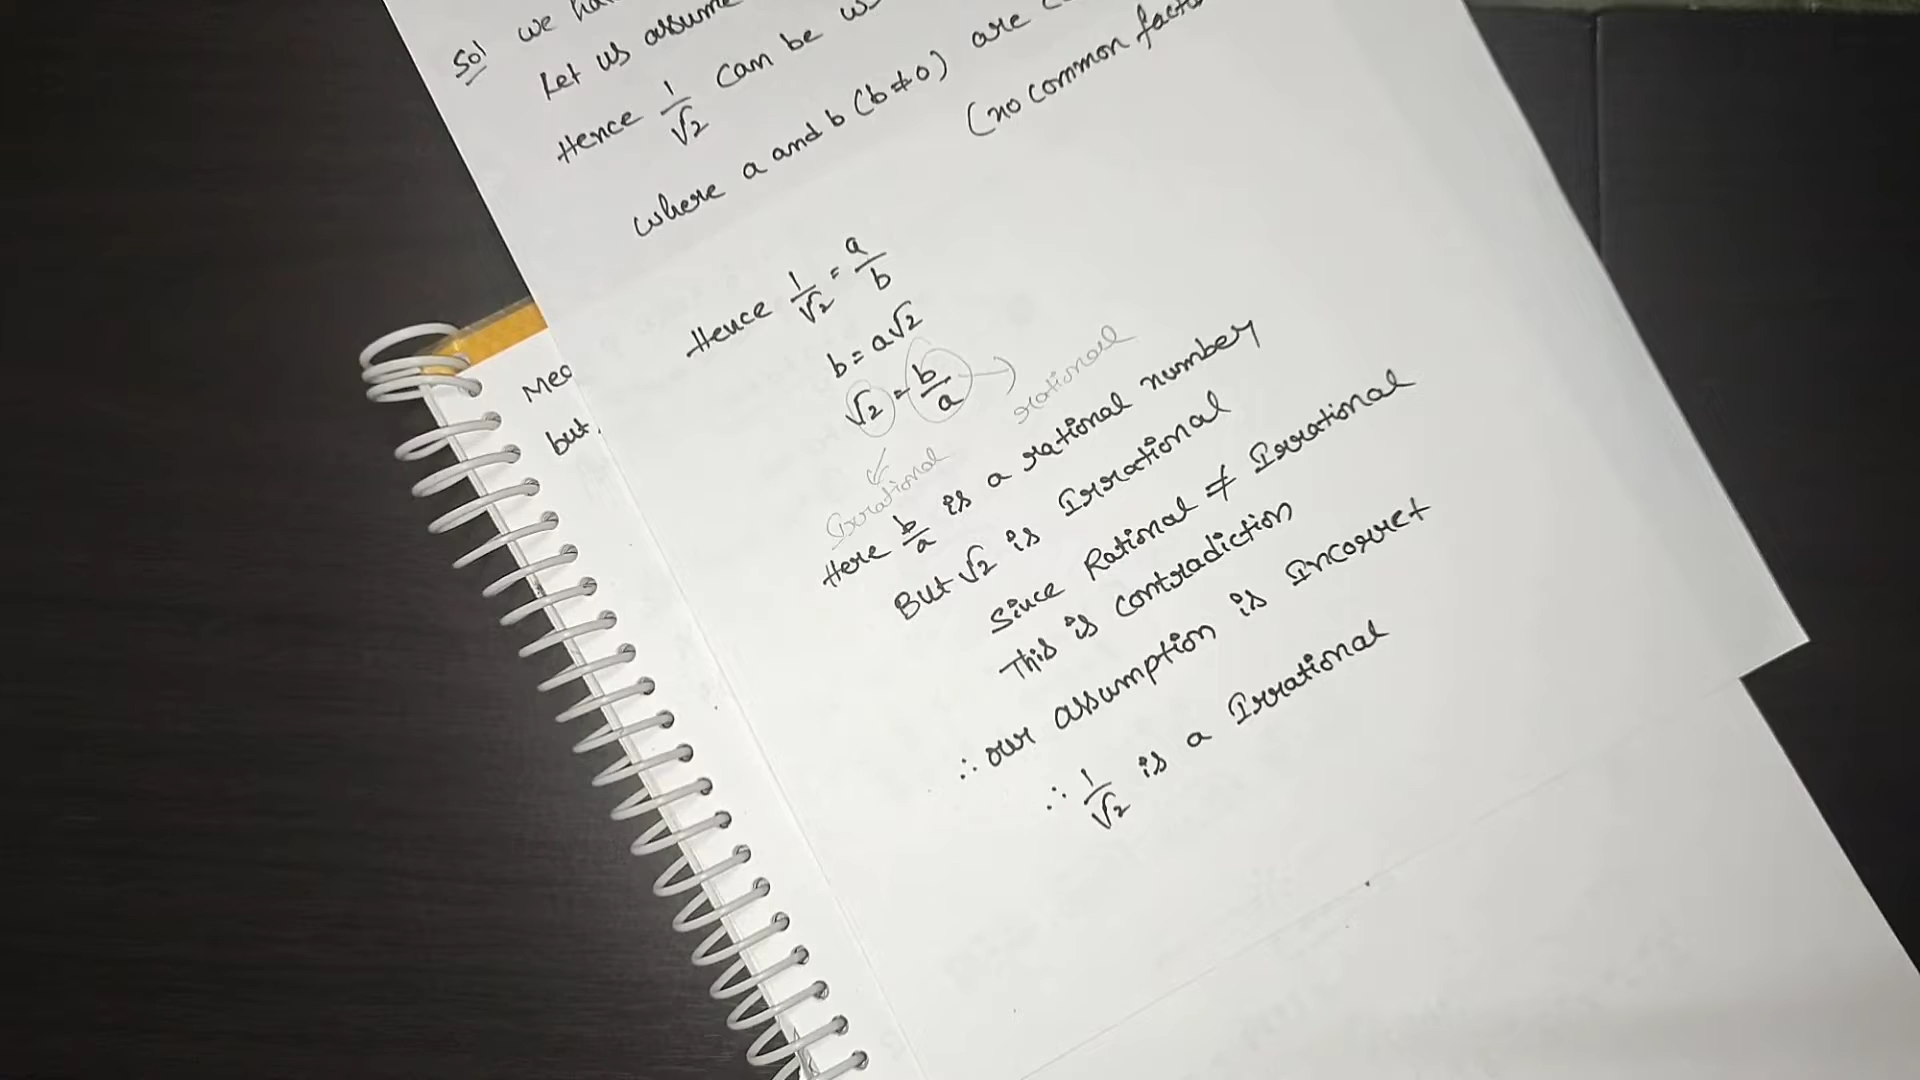 Sol we ha
Let us assume
Hence 1/√2 can be w
where a and b (b≠0) are
(no common facto
Hence 1/√2 = a/b
b = a√2
√2 = b/a → rational
Irrational
Here b/a is a rational number
But √2 is Irrational
Since Rational ≠ Irrational
This is contradiction
∴ our assumption is Incorrect
∴ 1/√2 is a Irrational
Mea
but